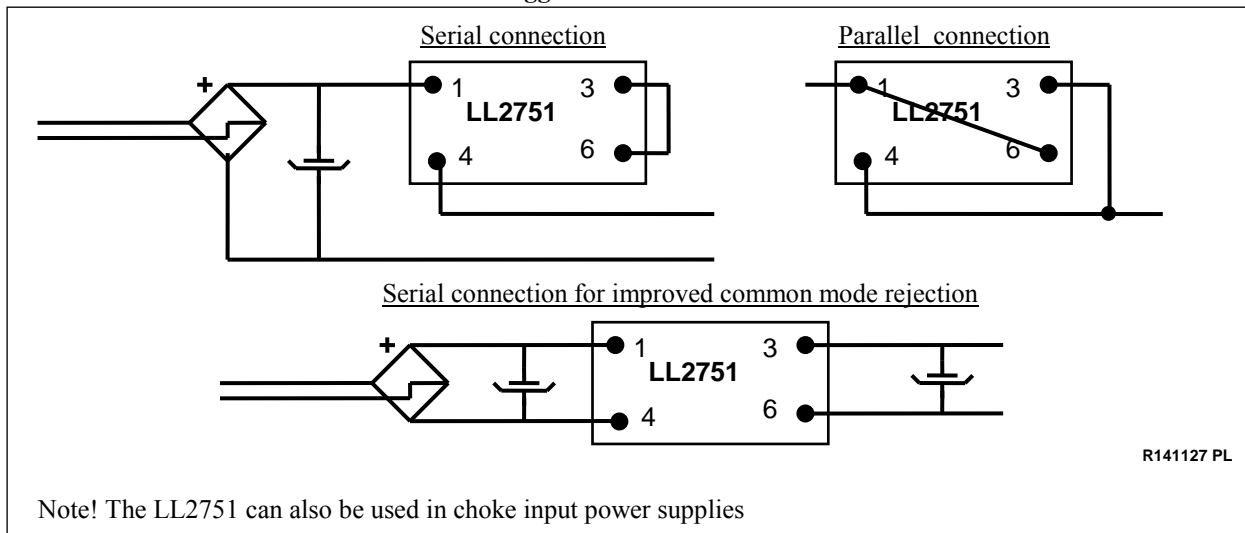 Serial connection
Parallel connection
+
1
3
LL2751
4
6
1
3
LL2751
4
6
Serial connection for improved common mode rejection
+
1
3
LL2751
4
6
R141127 PL
Note! The LL2751 can also be used in choke input power supplies